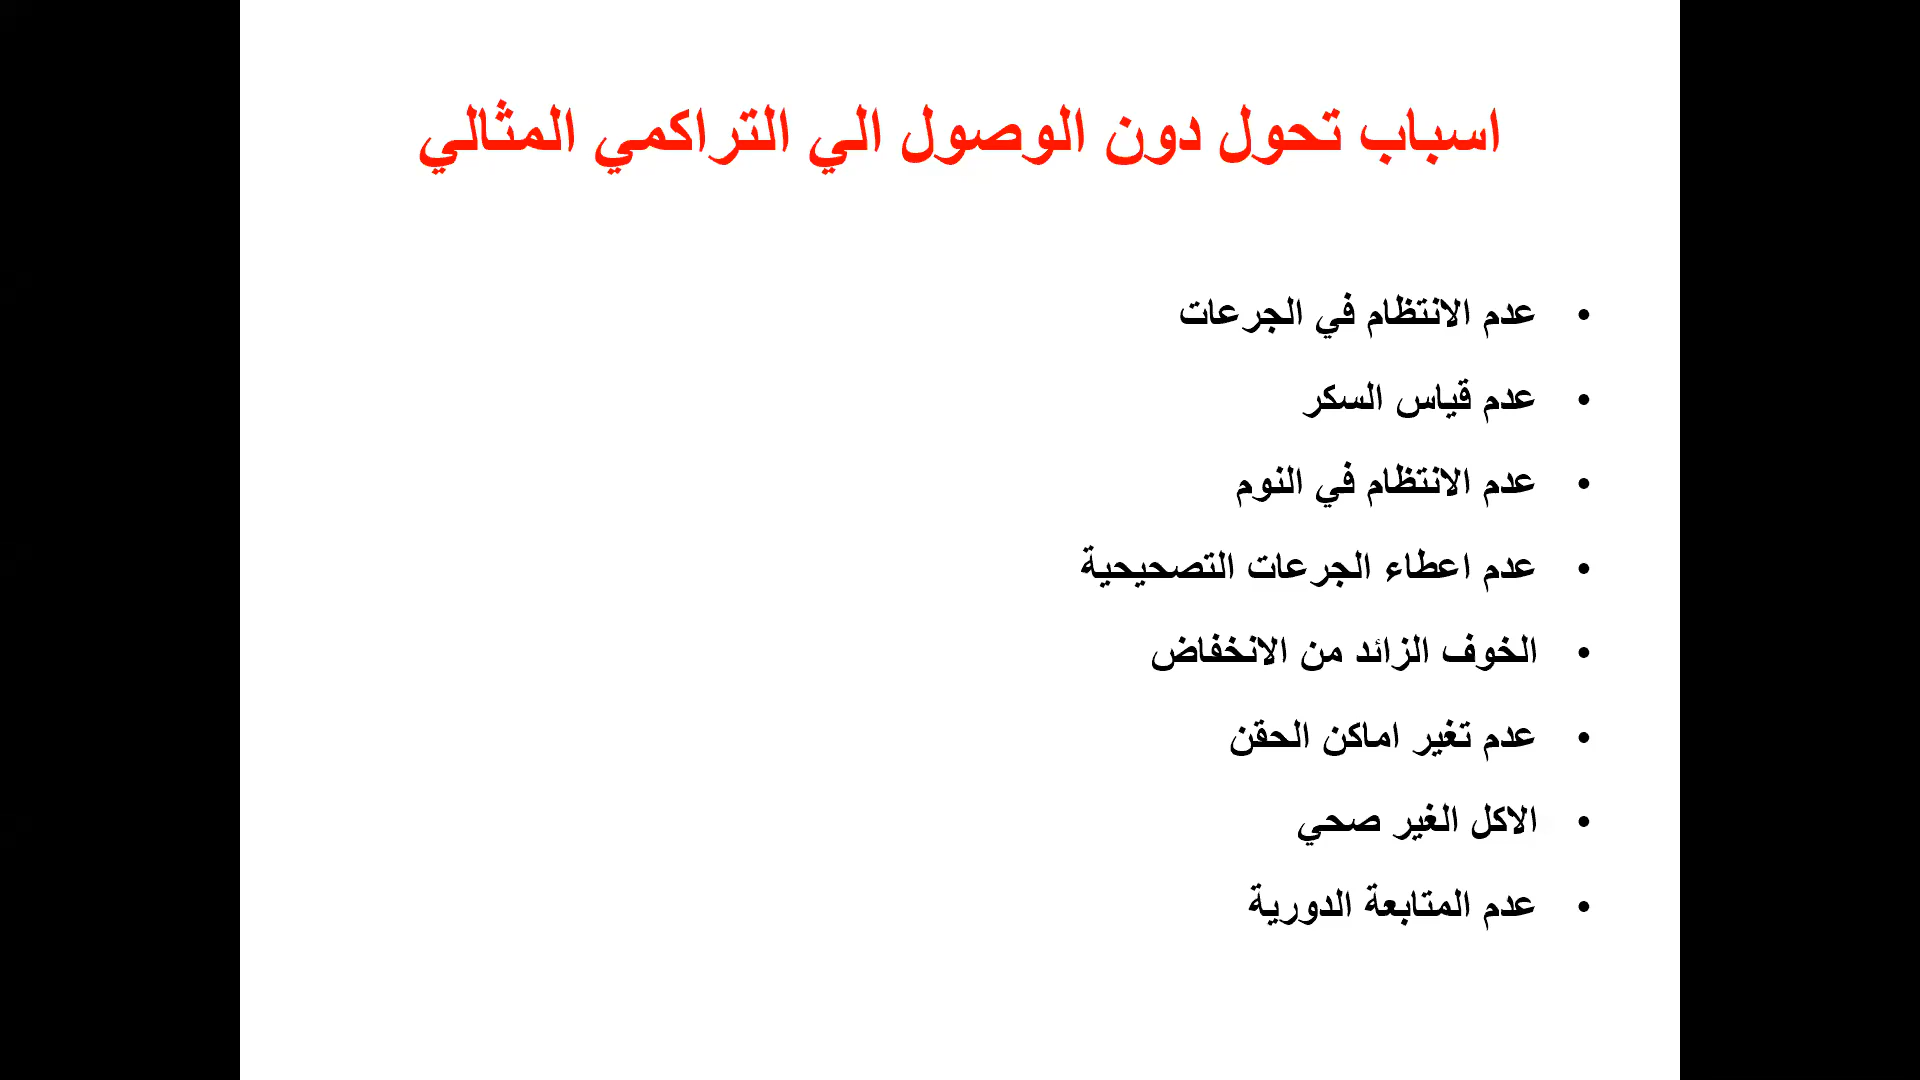 اسباب تحول دون الوصول الي التراكمي المثالي
• عدم الانتظام في الجرعات
• عدم قياس السكر
• عدم الانتظام في النوم
• عدم اعطاء الجرعات التصحيحية
• الخوف الزائد من الانخفاض
• عدم تغير اماكن الحقن
• الاكل الغير صحي
• عدم المتابعة الدورية